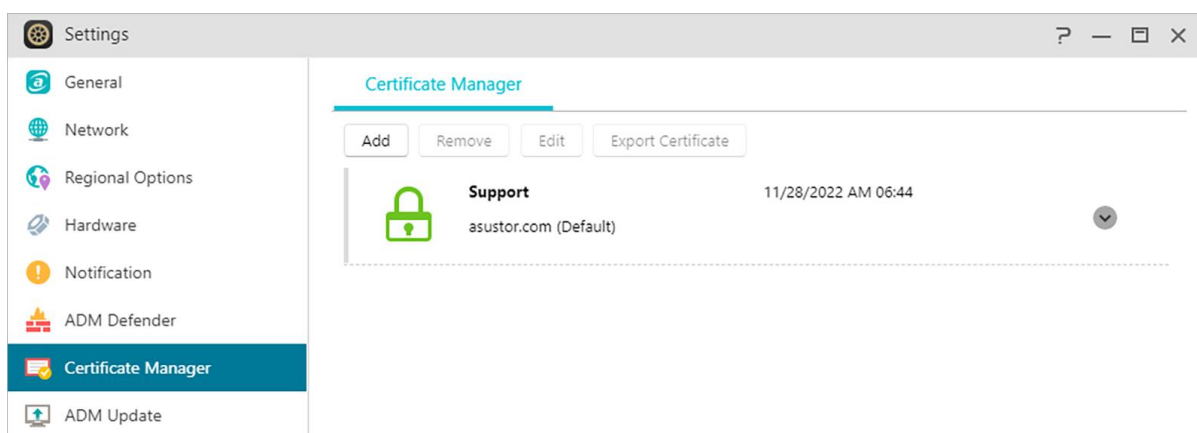 Settings
General
Network
Regional Options
Hardware
Notification
ADM Defender
Certificate Manager
ADM Update
Certificate Manager
Add Remove Edit Export Certificate
Support 11/28/2022 AM 06:44
asustor.com (Default)